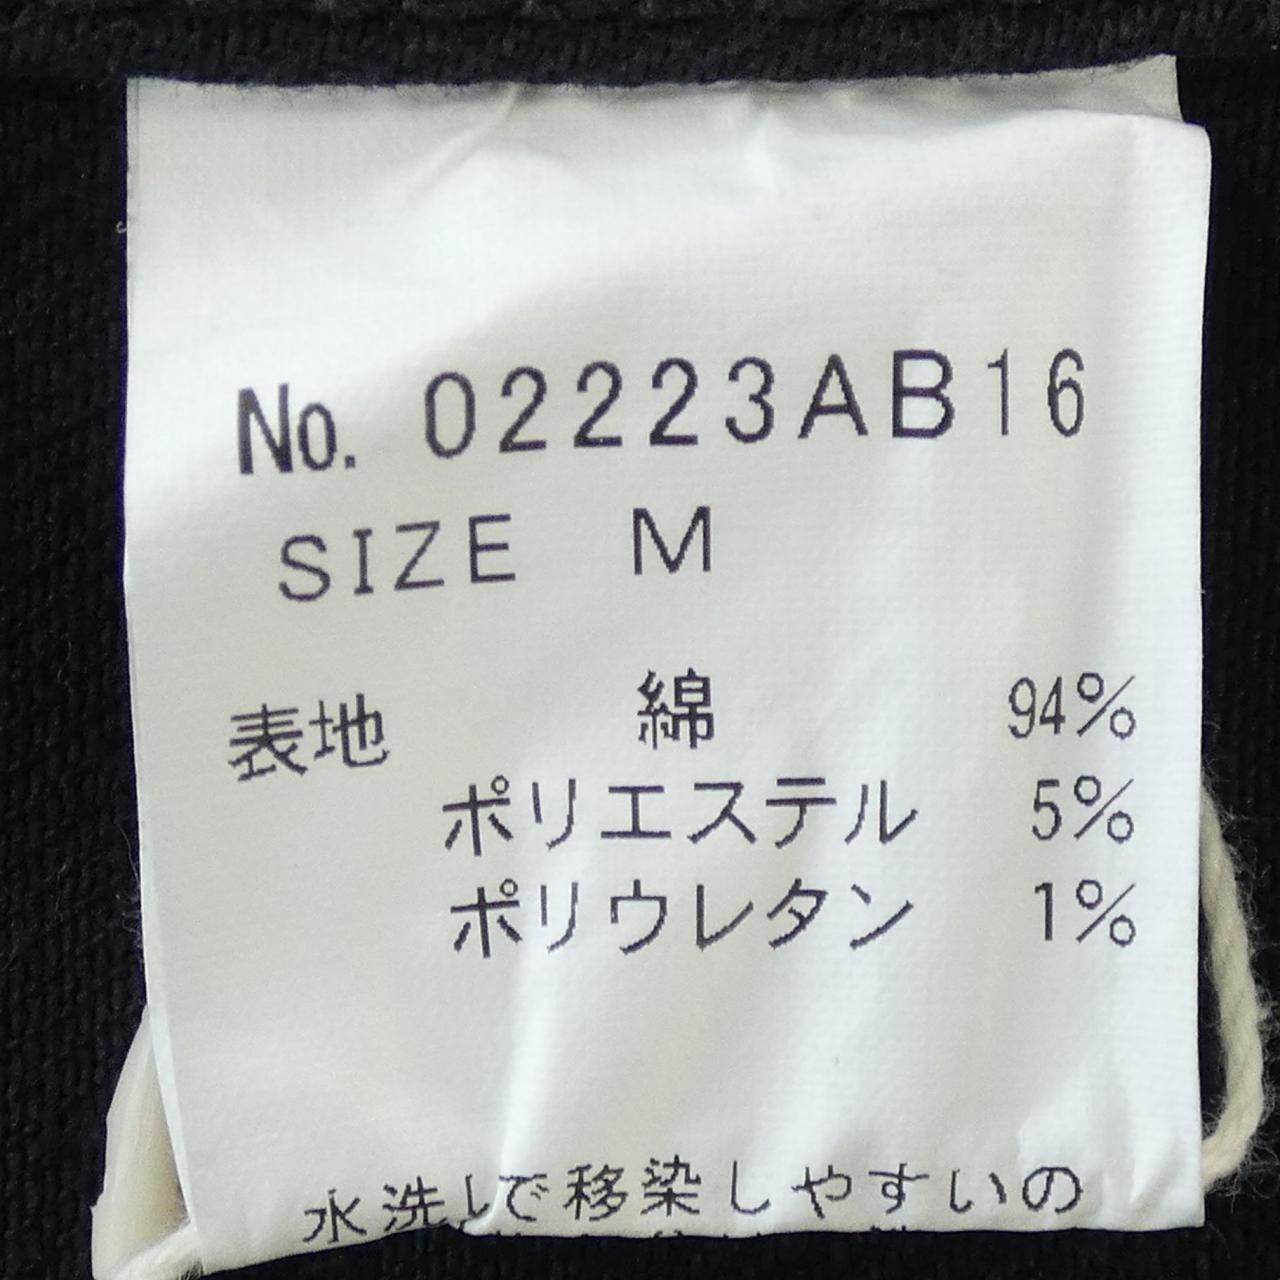 No. 02223AB16
SIZE M
表地 綿 94%
ポリエステル 5%
ポリウレタン 1%
水洗いで移染しやすいの